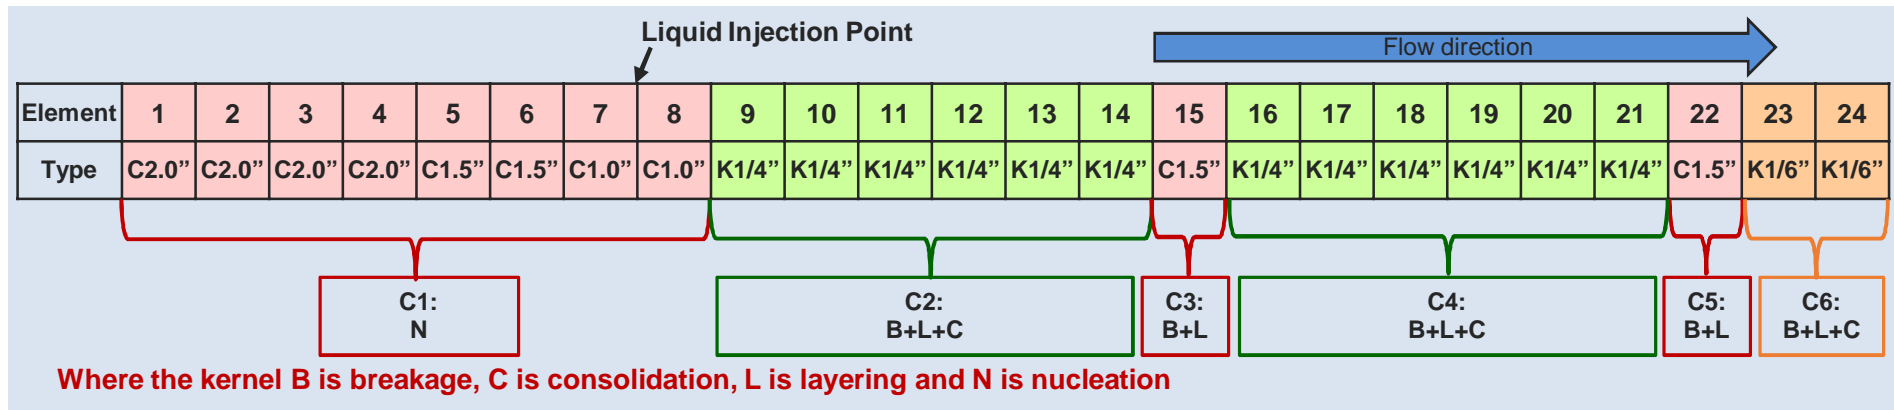 Liquid Injection Point
Flow direction
Element 1 2 3 4 5 6 7 8 9 10 11 12 13 14 15 16 17 18 19 20 21 22 23 24
Type C2.0” C2.0” C2.0” C2.0” C1.5” C1.5” C1.0” C1.0” K1/4” K1/4” K1/4” K1/4” K1/4” K1/4” C1.5” K1/4” K1/4” K1/4” K1/4” K1/4” K1/4” C1.5” K1/6” K1/6”
C1: C2: C3: C4: C5: C6:
N B+L+C B+L B+L+C B+L B+L+C
Where the kernel B is breakage, C is consolidation, L is layering and N is nucleation